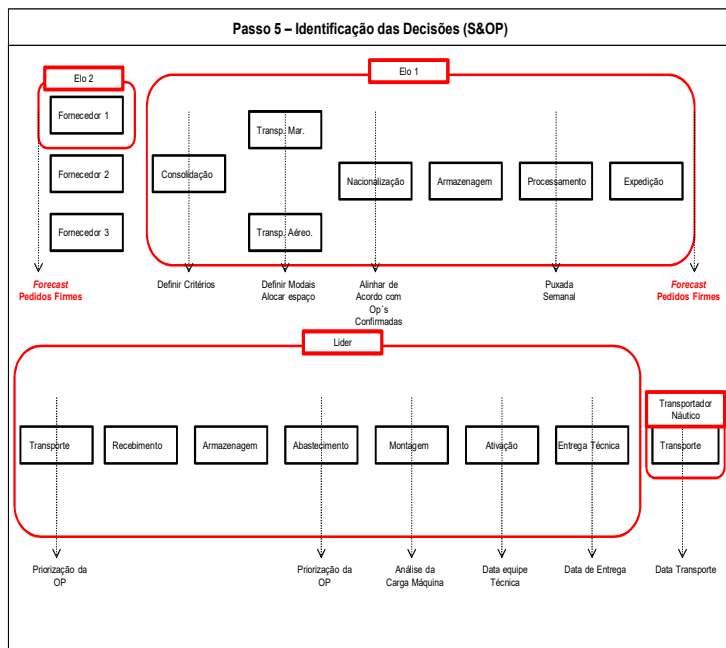 Passo 5 – Identificação das Decisões (S&OP)
Elo 2
Elo 1
Fornecedor 1
Fornecedor 2
Fornecedor 3
Consolidação
Transp. Mar.
Transp. Aéreo.
Nacionalização
Armazenagem
Processamento
Expedição
Forecast
Pedidos Firmes
Definir Critérios
Definir Modais
Alocar espaço
Alinhar de
Acordo com
Op´s
Confirmadas
Puxada
Semanal
Forecast
Pedidos Firmes
Lider
Transportador
Náutico
Transporte
Recebimento
Armazenagem
Abastecimento
Montagem
Ativação
Entrega Técnica
Transporte
Priorização da
OP
Priorização da
OP
Análise da
Carga Máquina
Data equipe
Técnica
Data de Entrega
Data Transporte